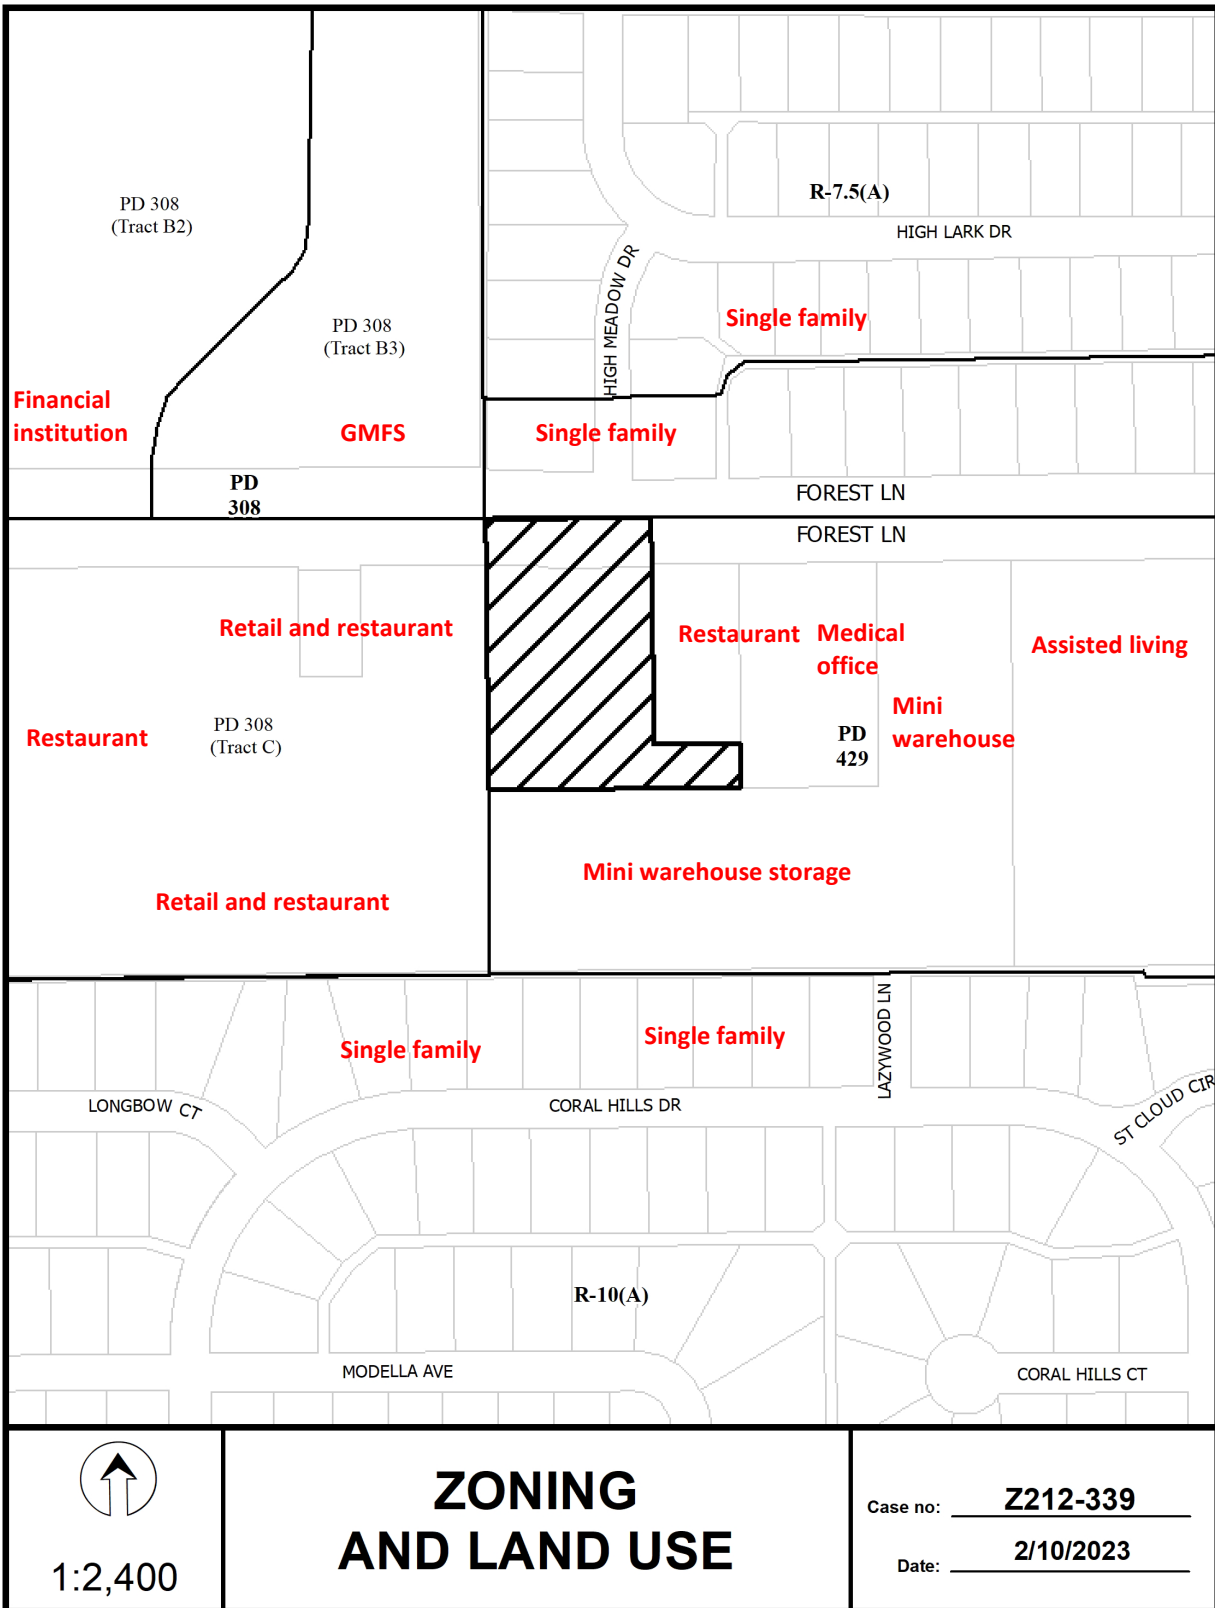 PD 308
(Tract B2)
R-7.5(A)
HIGH LARK DR
HIGH MEADOW DR
PD 308
(Tract B3)
Single family
Financial
institution
GMFS
Single family
PD
308
FOREST LN
FOREST LN
Retail and restaurant
Restaurant
Medical
office
Assisted living
Restaurant
PD 308
(Tract C)
Mini
warehouse
PD
429
Mini warehouse storage
Retail and restaurant
Single family
Single family
LAZYWOOD LN
LONGBOW CT
CORAL HILLS DR
ST CLOUD CIR
R-10(A)
MODELLA AVE
CORAL HILLS CT
1:2,400
ZONING
AND LAND USE
Case no: Z212-339
Date: 2/10/2023